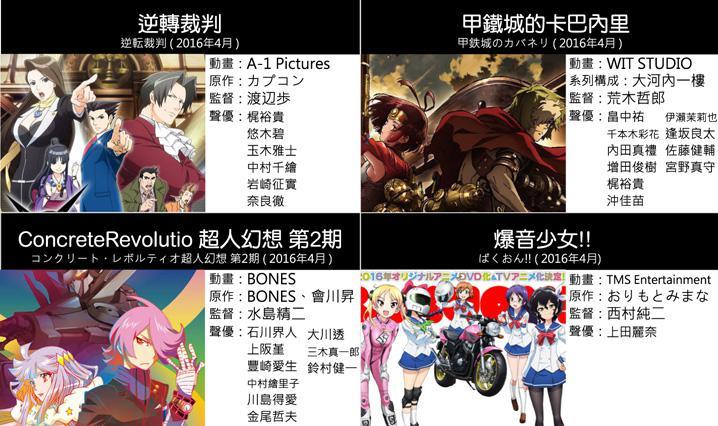 逆轉裁判
逆転裁判 ( 2016年4月 )
動畫：A-1 Pictures
原作：カプコン
監督：渡辺歩
聲優：梶裕貴
悠木碧
玉木雅士
中村千繪
岩崎征實
奈良徹
甲鐵城的卡巴內里
甲鉄城のカバネリ ( 2016年4月 )
動畫：WIT STUDIO
系列構成：大河內一樓
監督：荒木哲郎
聲優：畠中祐 伊瀬茉莉也
千本木彩花 逢坂良太
內田真禮 佐藤健輔
增田俊樹 宮野真守
梶裕貴
沖佳苗
ConcreteRevolutio 超人幻想 第2期
コンクリート・レボルティオ超人幻想 第2期 ( 2016年4月 )
動畫：BONES
原作：BONES、會川昇
監督：水島精二
聲優：石川界人 大川透
上阪堇 三木真一郎
豐崎愛生 鈴村健一
中村繪里子
川島得愛
金尾哲夫
爆音少女!!
ばくおん!! ( 2016年4月)
2016年オリジナルアニメDVD化&TVアニメ化決定!
動畫：TMS Entertainment
原作：おりもとみまな
監督：西村純二
聲優：上田麗奈